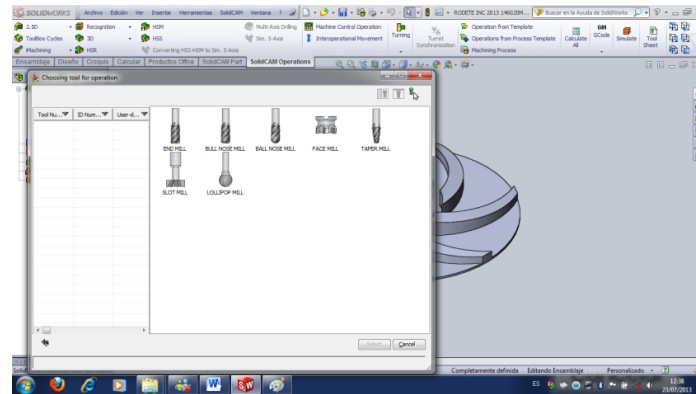 SOLIDWORKS Archivo Edición Ver Insertar Herramientas SolidCAM Ventana ? RODETE INC 2013 146G20M... Buscar en la Ayuda de SolidWorks
2.5D Recognition HSM Multi-Axis Drilling Machine Control Operation Operation from Template
ToolBox Cycles 3D HSS Sim. 5-Axis Interoperational Movement Turning Turret Synchronization Operations from Process Template Calculate All GCode Simulate Tool Sheet
iMachining HSR Converting HSS-HSM to Sim. 5-Axis Machining Process
Ensamblaje Diseño Croquis Calcular Productos Office SolidCAM Part SolidCAM Operations
Choosing tool for operation
Tool Nu... ID Num... User-d...
END MILL BULL NOSE MILL BALL NOSE MILL FACE MILL TAPER MILL
SLOT MILL LOLLIPOP MILL
Select Cancel
Completamente definida Editando Ensamblaje Personalizado
ES 12:38
23/07/2013